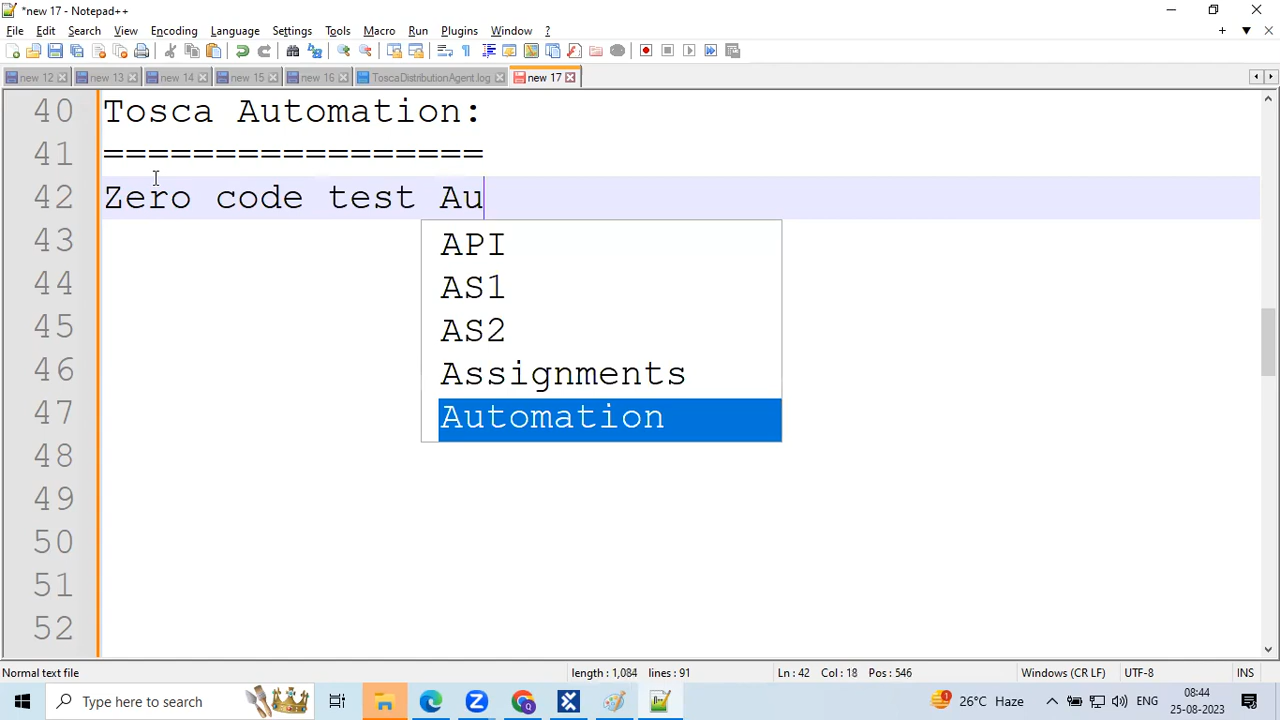 *new 17 - Notepad++
File Edit Search View Encoding Language Settings Tools Macro Run Plugins Window ?
new 12 new 13 new 14 new 15 new 16 ToscaDistributionAgent.log new 17
40 Tosca Automation:
41 =================
42 Zero code test Au
43
API
44
AS1
45
AS2
46
Assignments
47
Automation
48
49
50
51
52
Normal text file length : 1,084 lines : 91 Ln : 42 Col : 18 Pos : 546 Windows (CR LF) UTF-8 INS
Type here to search 1 26°C Haze ENG 08:44
25-08-2023